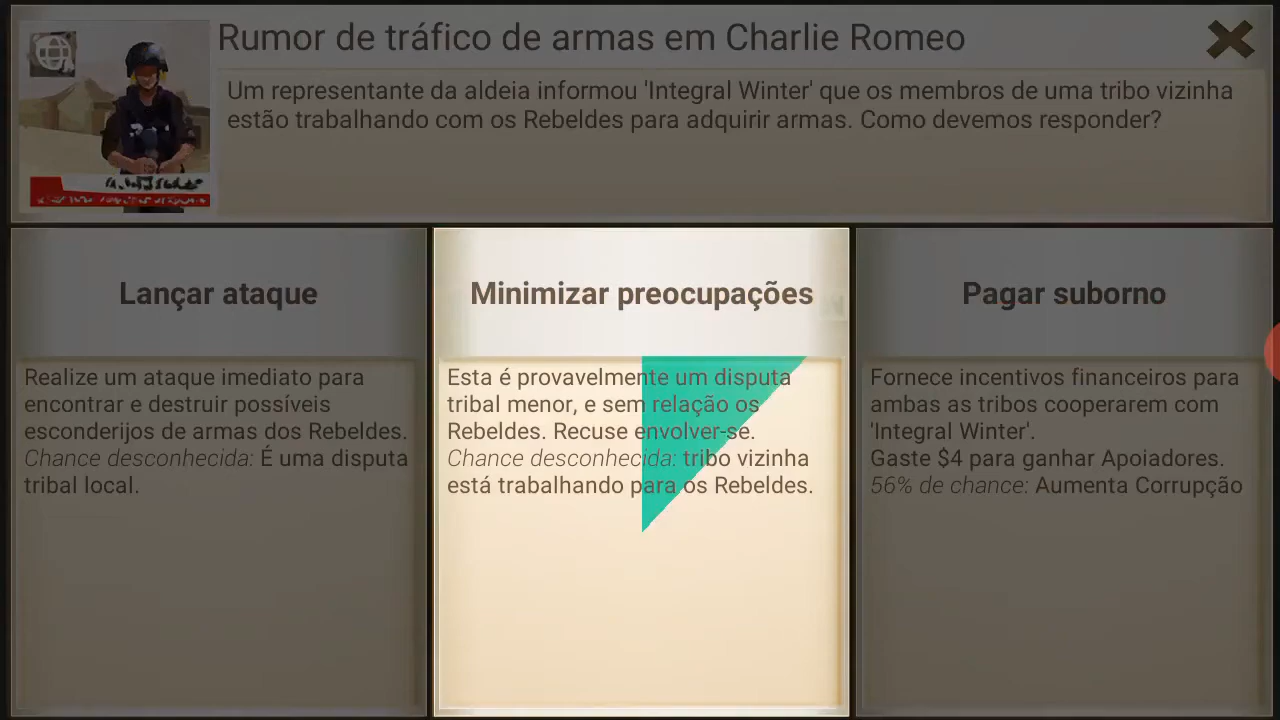 Rumor de tráfico de armas em Charlie Romeo
Um representante da aldeia informou 'Integral Winter' que os membros de uma tribo vizinha
estão trabalhando com os Rebeldes para adquirir armas. Como devemos responder?
Lançar ataque
Realize um ataque imediato para
encontrar e destruir possíveis
esconderijos de armas dos Rebeldes.
Chance desconhecida: É uma disputa
tribal local.
Minimizar preocupações
Esta é provavelmente um disputa
tribal menor, e sem relação os
Rebeldes. Recuse envolver-se.
Chance desconhecida: tribo vizinha
está trabalhando para os Rebeldes.
Pagar suborno
Fornece incentivos financeiros para
ambas as tribos cooperarem com
'Integral Winter'.
Gaste $4 para ganhar Apoiadores.
56% de chance: Aumenta Corrupção